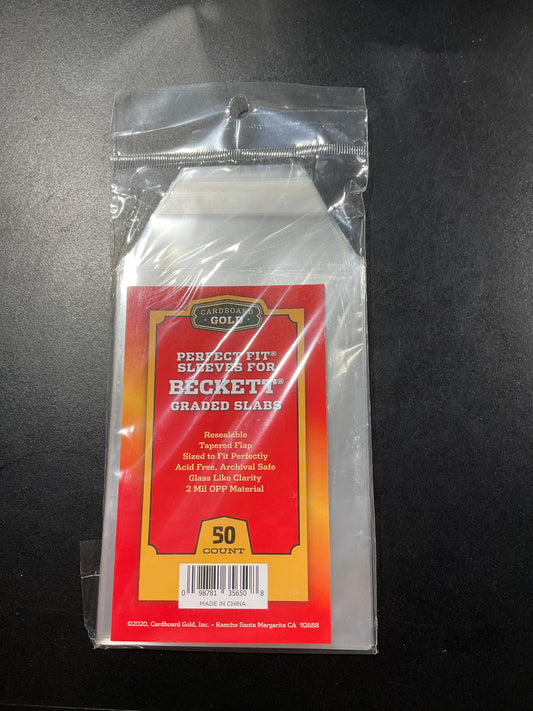 CARDBOARD
• GOLD •
PERFECT FIT®
SLEEVES FOR
BECKETT®
GRADED SLABS
Resealable
Tapered Flap
Sized to Fit Perfectly
Acid Free, Archival Safe
Glass Like Clarity
2 Mil OPP Material
50
COUNT
0 98781 35650 8
MADE IN CHINA
©2020, Cardboard Gold, Inc. - Rancho Santa Margarita CA 92688